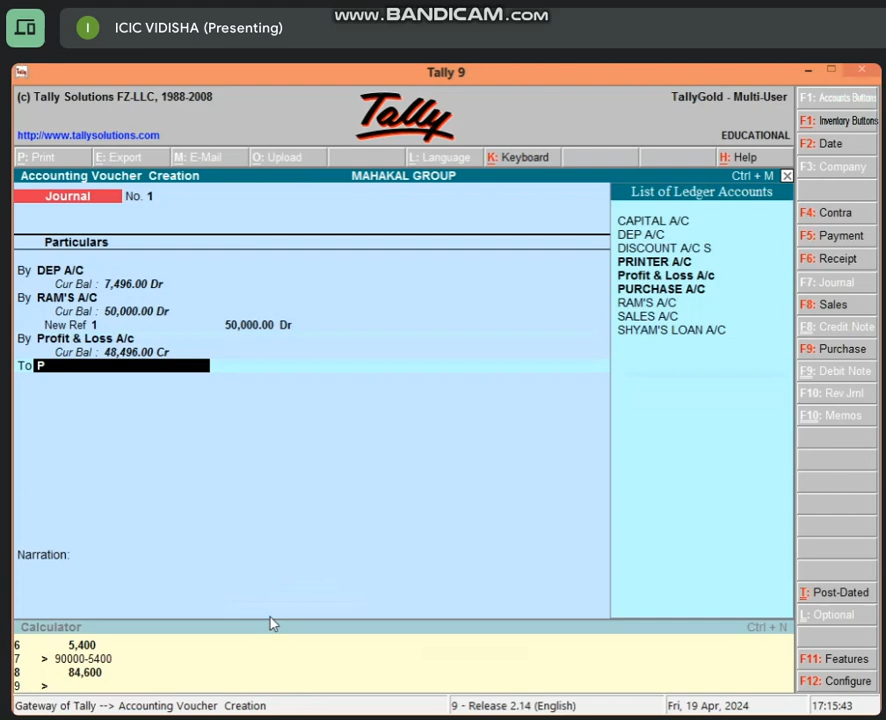 www.BANDICAM.com
I ICIC VIDISHA (Presenting)
Tally Tally 9
(c) Tally Solutions FZ-LLC, 1988-2008
TallyGold - Multi-User
Tally
http://www.tallysolutions.com
EDUCATIONAL
P: Print E: Export M: E-Mail O: Upload L: Language K: Keyboard H: Help
Accounting Voucher Creation MAHAKAL GROUP Ctrl + M
Journal No. 1
Particulars
By DEP A/C
Cur Bal : 7,496.00 Dr
By RAM'S A/C
Cur Bal : 50,000.00 Dr
New Ref 1 50,000.00 Dr
By Profit & Loss A/c
Cur Bal : 48,496.00 Cr
To P
Narration:
List of Ledger Accounts
CAPITAL A/C
DEP A/C
DISCOUNT A/C S
PRINTER A/C
Profit & Loss A/c
PURCHASE A/C
RAM'S A/C
SALES A/C
SHYAM'S LOAN A/C
F1: Accounts Buttons
F1: Inventory Buttons
F2: Date
F3: Company
F4: Contra
F5: Payment
F6: Receipt
F7: Journal
F8: Sales
F8: Credit Note
F9: Purchase
F9: Debit Note
F10: Rev Jrnl
F10: Memos
T: Post-Dated
L: Optional
F11: Features
F12: Configure
Calculator Ctrl + N
6 5,400
7 > 90000-5400
8 84,600
9 >
Gateway of Tally --> Accounting Voucher Creation 9 - Release 2.14 (English) Fri, 19 Apr, 2024 17:15:43